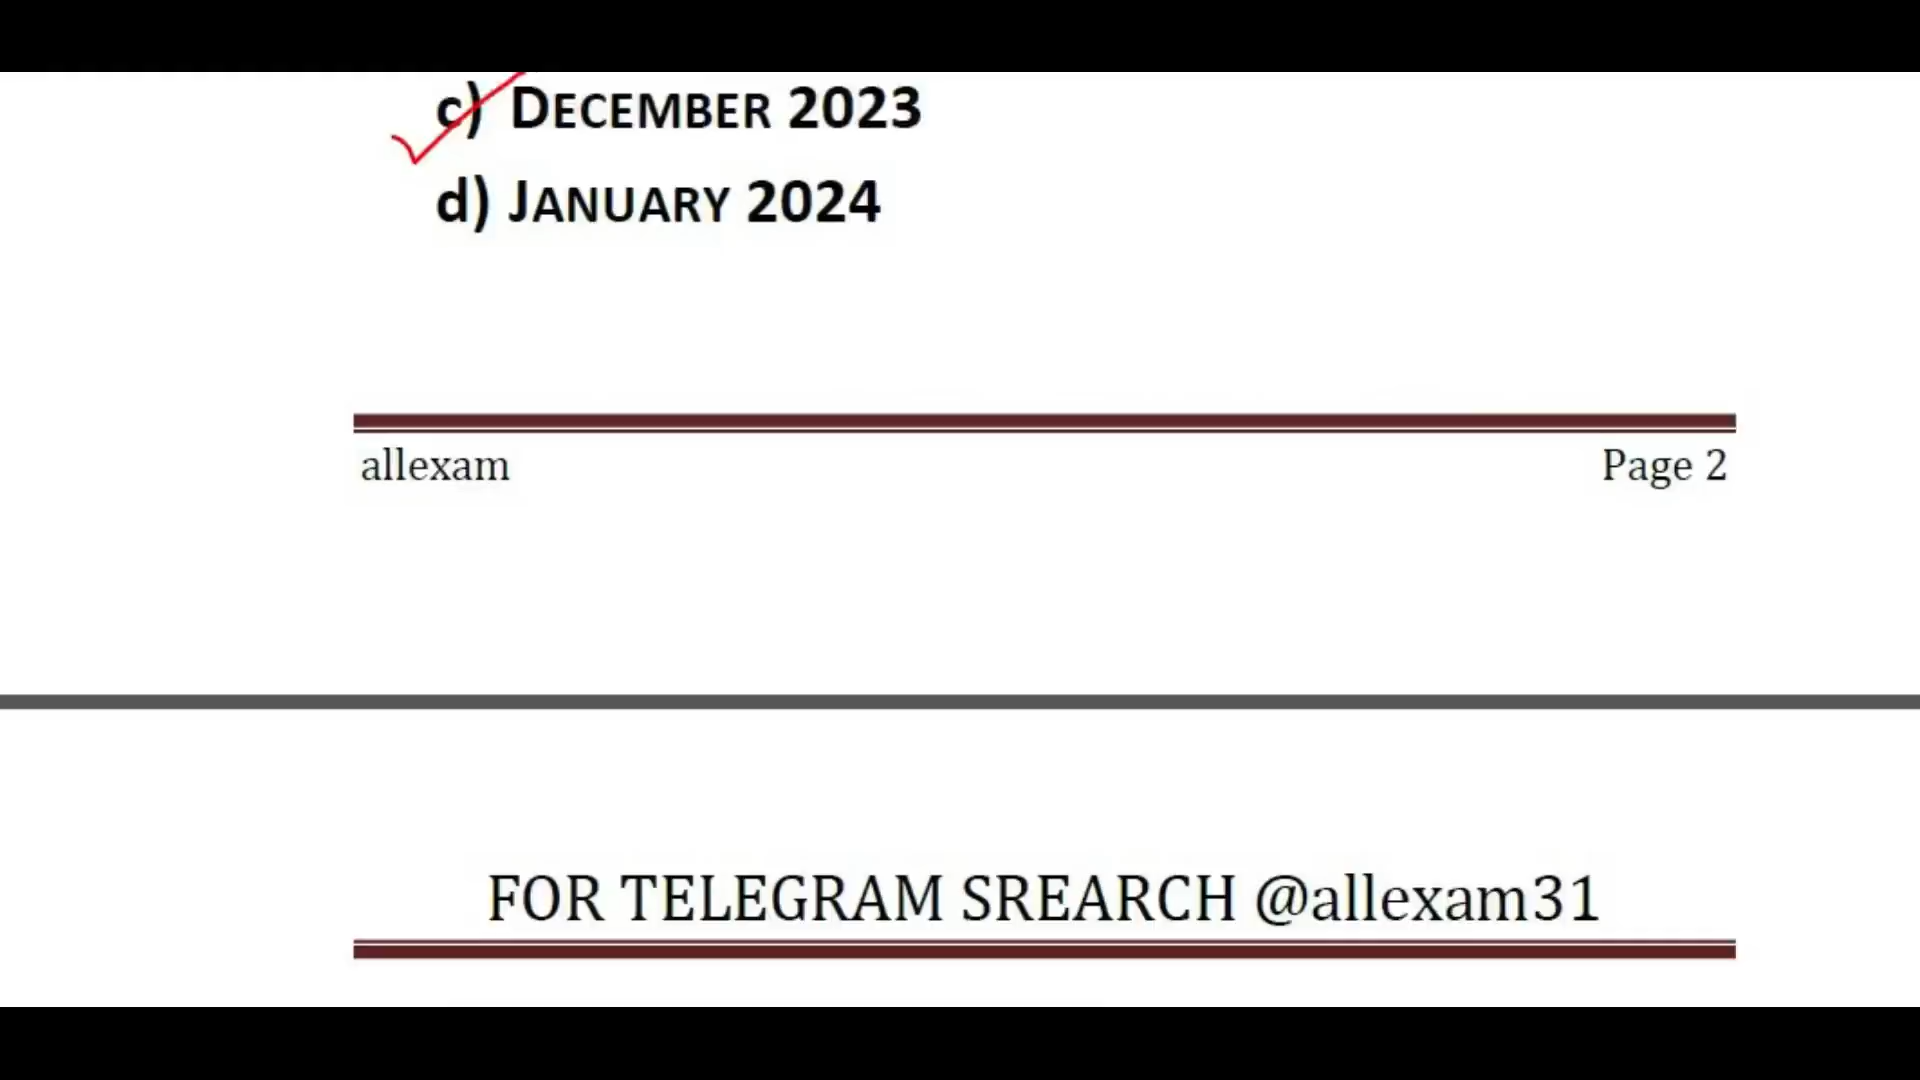 c) DECEMBER 2023
d) JANUARY 2024
allexam Page 2
FOR TELEGRAM SREARCH @allexam31